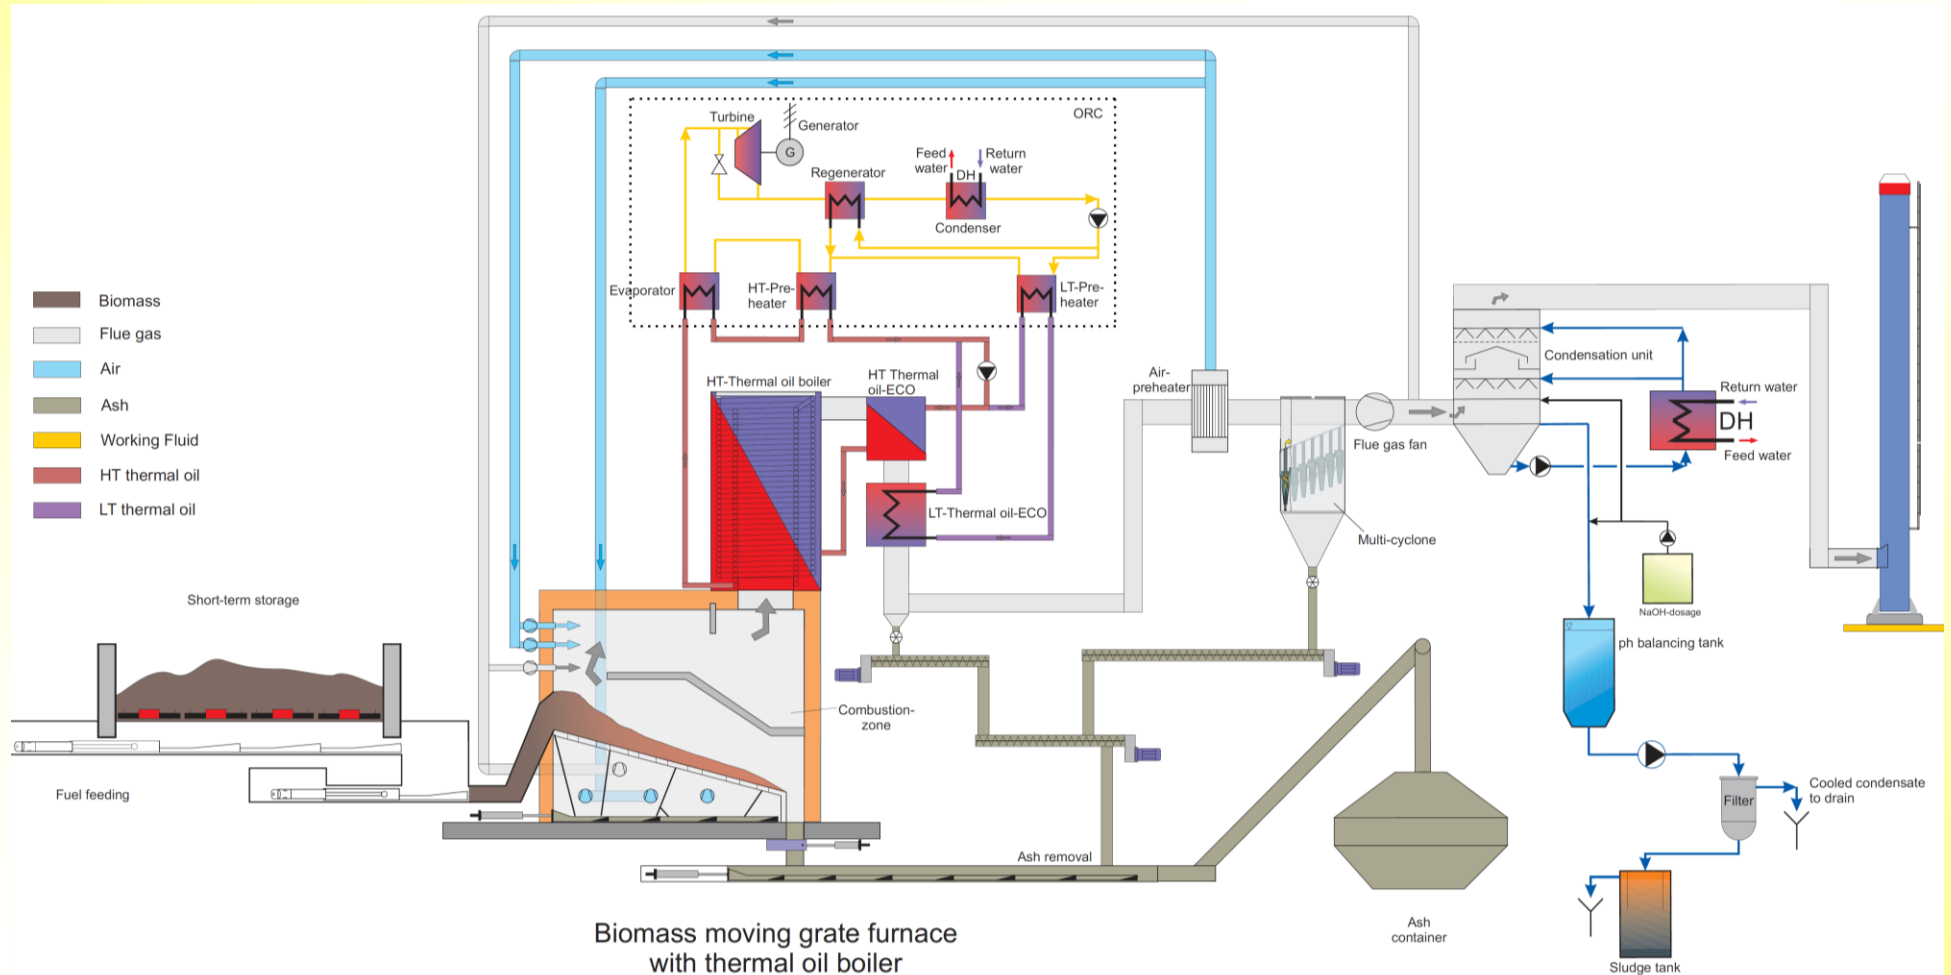 ORC
Turbine
Generator
G
Regenerator
Feed
water
Return
water
DH
Condenser
Evaporator
HT-Pre-
heater
LT-Pre-
heater
Biomass
Flue gas
Air
Ash
Working Fluid
HT thermal oil
LT thermal oil
HT-Thermal oil boiler
HT Thermal
oil-ECO
LT-Thermal oil-ECO
Air-
preheater
Flue gas fan
Multi-cyclone
Condensation unit
Return water
DH
Feed water
NaOH-dosage
ph balancing tank
Short-term storage
Fuel feeding
Combustion-
zone
Ash removal
Ash
container
Filter
Cooled condensate
to drain
Sludge tank
Biomass moving grate furnace
with thermal oil boiler